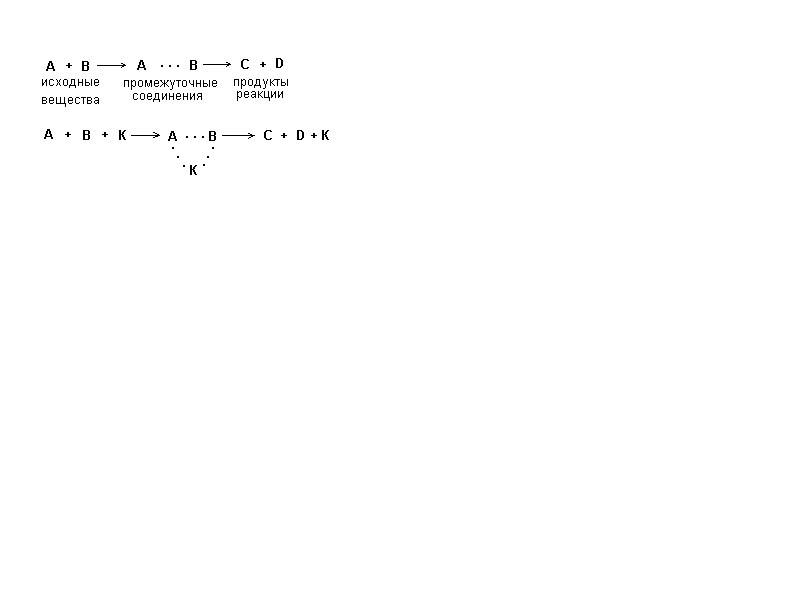 A + B ⟶ A ··· B ⟶ C + D
исходные вещества
промежуточные соединения
продукты реакции
A + B + K ⟶ A ··· B ⟶ C + D + K
K